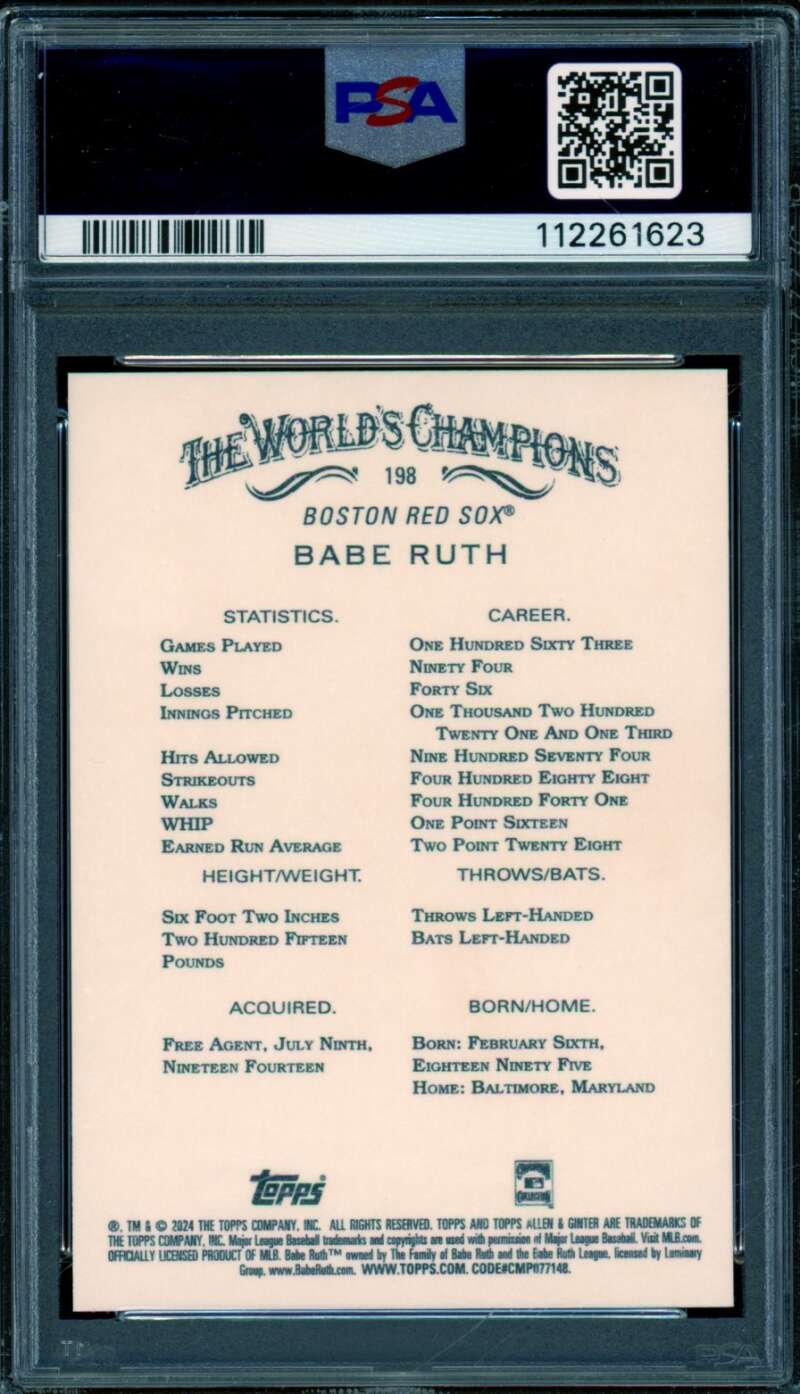 PSA
112261623
THE WORLD'S CHAMPIONS
198
BOSTON RED SOX®
BABE RUTH
STATISTICS. CAREER.
GAMES PLAYED ONE HUNDRED SIXTY THREE
WINS NINETY FOUR
LOSSES FORTY SIX
INNINGS PITCHED ONE THOUSAND TWO HUNDRED
TWENTY ONE AND ONE THIRD
HITS ALLOWED NINE HUNDRED SEVENTY FOUR
STRIKEOUTS FOUR HUNDRED EIGHTY EIGHT
WALKS FOUR HUNDRED FORTY ONE
WHIP ONE POINT SIXTEEN
EARNED RUN AVERAGE TWO POINT TWENTY EIGHT
HEIGHT/WEIGHT. THROWS/BATS.
SIX FOOT TWO INCHES THROWS LEFT-HANDED
TWO HUNDRED FIFTEEN BATS LEFT-HANDED
POUNDS
ACQUIRED. BORN/HOME.
FREE AGENT, JULY NINTH, BORN: FEBRUARY SIXTH,
NINETEEN FOURTEEN EIGHTEEN NINETY FIVE
HOME: BALTIMORE, MARYLAND
Topps
®, TM & © 2024 THE TOPPS COMPANY, INC. ALL RIGHTS RESERVED. TOPPS AND TOPPS ALLEN & GINTER ARE TRADEMARKS OF
THE TOPPS COMPANY, INC. Major League Baseball trademarks and copyrights are used with permission of Major League Baseball. Visit MLB.com.
OFFICIALLY LICENSED PRODUCT OF MLB. Babe Ruth™ owned by The Family of Babe Ruth and the Babe Ruth League, licensed by Luminary
Group. www.BabeRuth.com. WWW.TOPPS.COM. CODE#CMP077148.
PSA